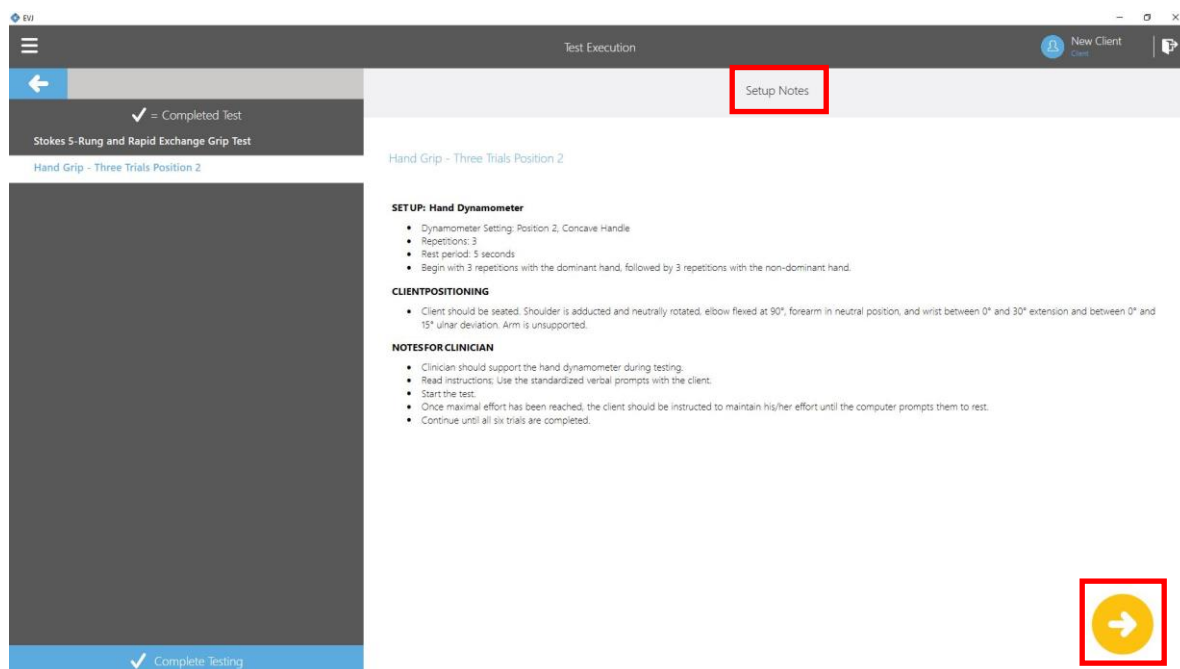 EVJ
Test Execution
New Client
Client
Setup Notes
✓ = Completed Test
Stokes 5-Rung and Rapid Exchange Grip Test
Hand Grip - Three Trials Position 2
Hand Grip - Three Trials Position 2
SETUP: Hand Dynamometer
• Dynamometer Setting: Position 2, Concave Handle
• Repetitions: 3
• Rest period: 5 seconds
• Begin with 3 repetitions with the dominant hand, followed by 3 repetitions with the non-dominant hand.
CLIENTPOSITIONING
• Client should be seated. Shoulder is adducted and neutrally rotated, elbow flexed at 90°, forearm in neutral position, and wrist between 0° and 30° extension and between 0° and
15° ulnar deviation. Arm is unsupported.
NOTESFORCLINICIAN
• Clinician should support the hand dynamometer during testing.
• Read instructions; Use the standardized verbal prompts with the client.
• Start the test.
• Once maximal effort has been reached, the client should be instructed to maintain his/her effort until the computer prompts them to rest.
• Continue until all six trials are completed.
✓ Complete Testing